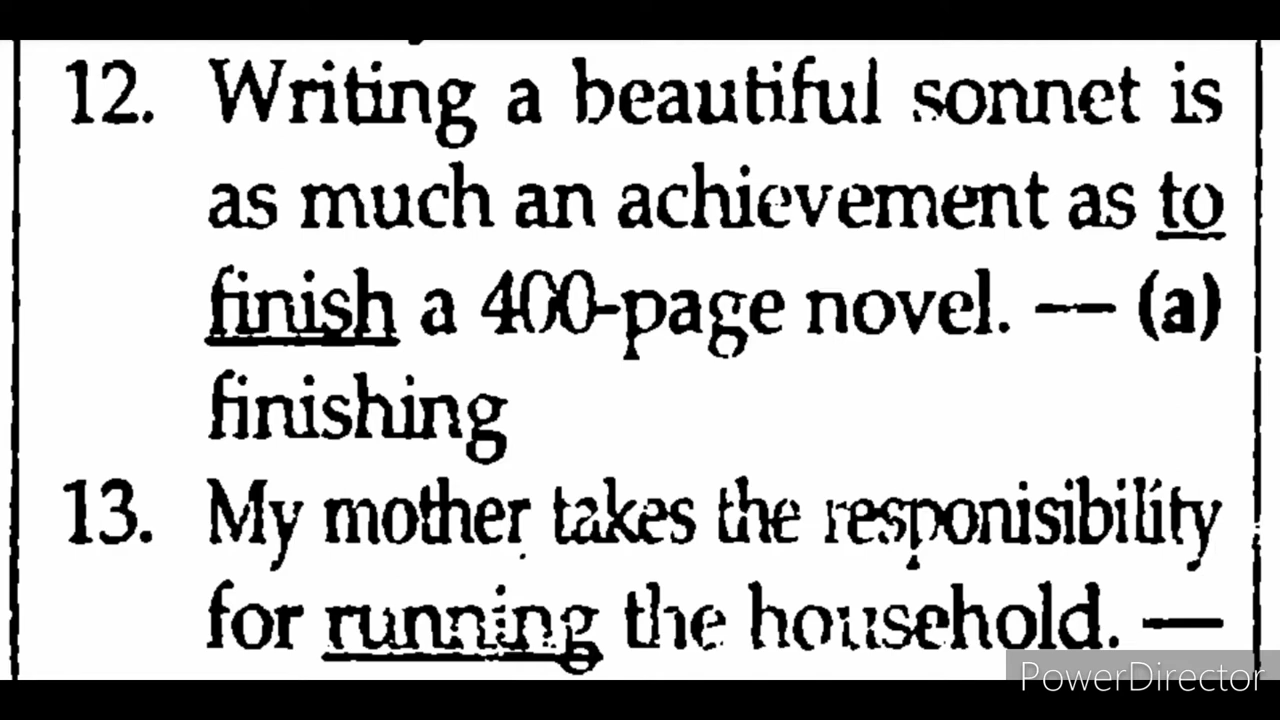 12. Writing a beautiful sonnet is
as much an achievement as to
finish a 400-page novel. — (a)
finishing
13. My mother takes the responisibility
for running the household. —
PowerDirector